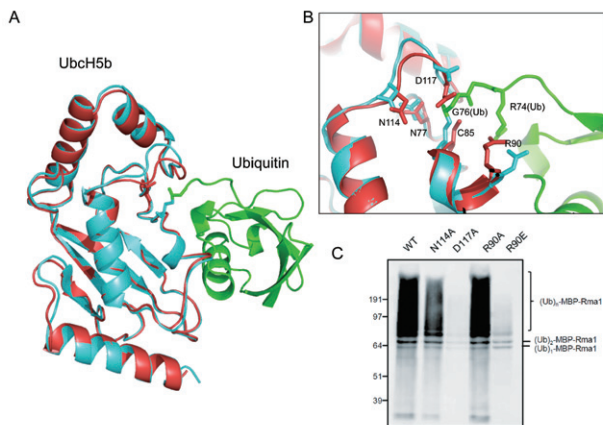 A
UbcH5b
Ubiquitin
B
D117
G76(Ub)
R74(Ub)
N114
N77
C85
R90
C
WT
N114A
D117A
R90A
R90E
191
97
64
51
39
(Ub)n-MBP-Rma1
(Ub)2-MBP-Rma1
(Ub)1-MBP-Rma1